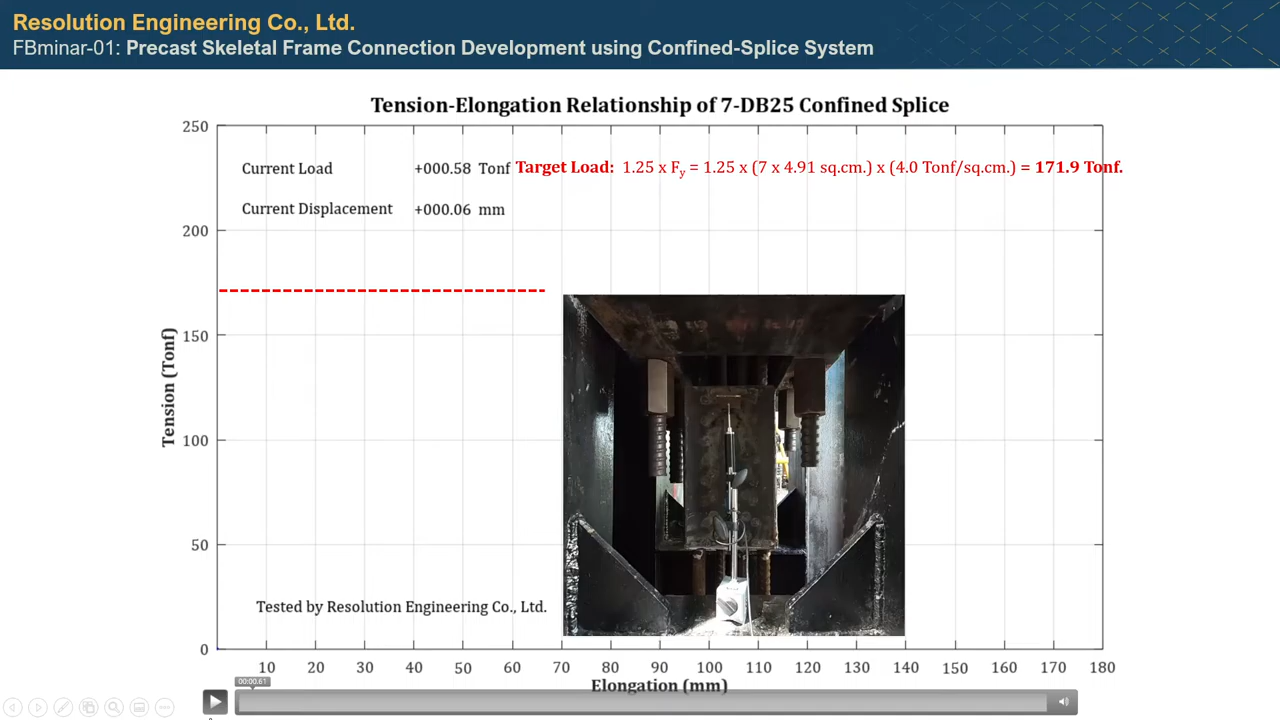 Resolution Engineering Co., Ltd.
FBminar-01: Precast Skeletal Frame Connection Development using Confined-Splice System
Tension-Elongation Relationship of 7-DB25 Confined Splice
250
Current Load +000.58 Tonf
Target Load: 1.25 x Fy = 1.25 x (7 x 4.91 sq.cm.) x (4.0 Tonf/sq.cm.) = 171.9 Tonf.
Current Displacement +000.06 mm
200
150
Tension (Tonf)
100
50
Tested by Resolution Engineering Co., Ltd.
0
10 20 30 40 50 60 70 80 90 100 110 120 130 140 150 160 170 180
Elongation (mm)
00:00.61